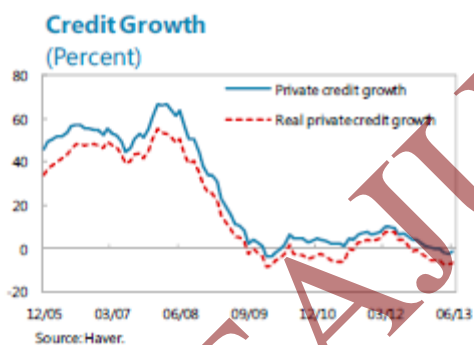 Credit Growth
(Percent)
80
Private credit growth
60
Real private credit growth
40
20
0
-20
12/05 03/07 06/08 09/09 12/10 03/12 06/13
Source: Haver.